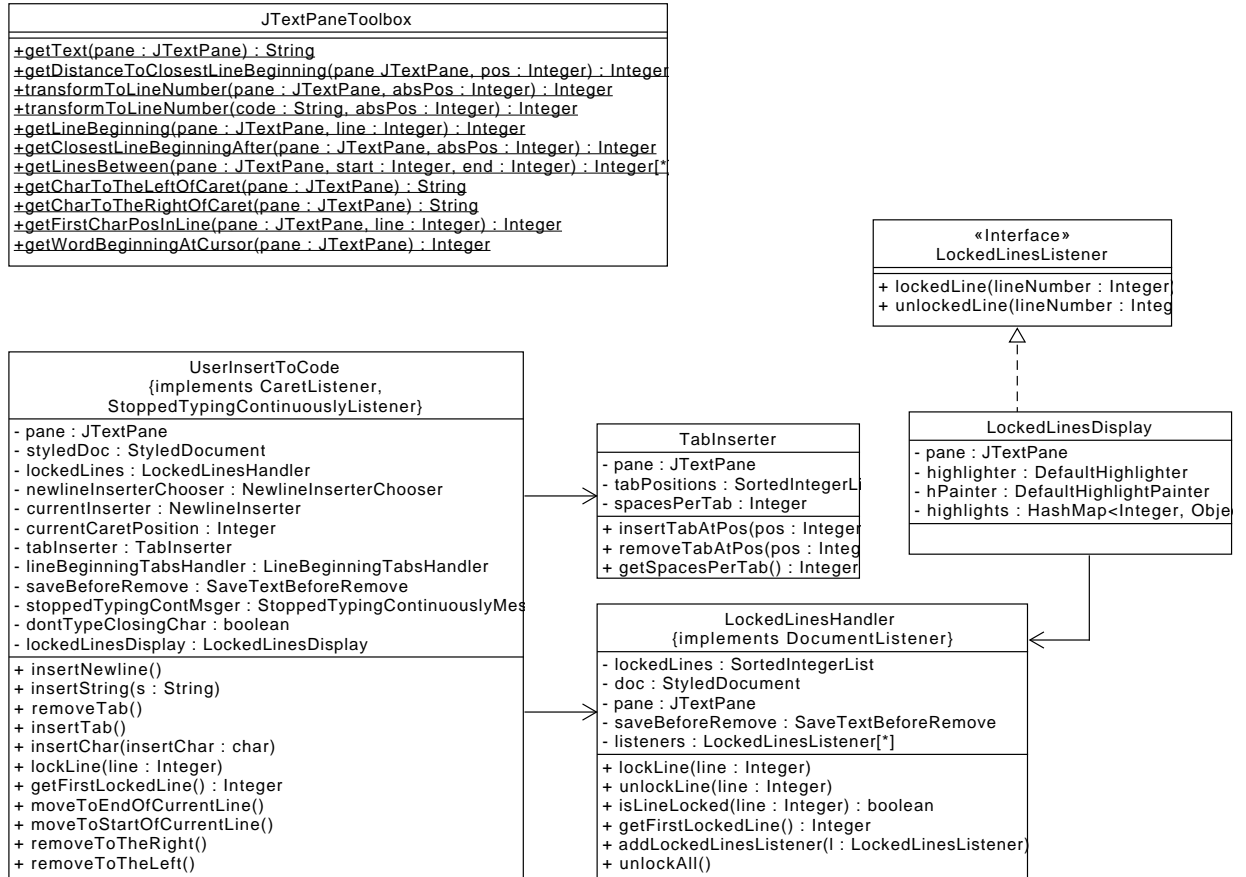 JTextPaneToolbox
+getText(pane : JTextPane) : String
+getDistanceToClosestLineBeginning(pane JTextPane, pos : Integer) : Integer
+transformToLineNumber(pane : JTextPane, absPos : Integer) : Integer
+transformToLineNumber(code : String, absPos : Integer) : Integer
+getLineBeginning(pane : JTextPane, line : Integer) : Integer
+getClosestLineBeginningAfter(pane : JTextPane, absPos : Integer) : Integer
+getLinesBetween(pane : JTextPane, start : Integer, end : Integer) : Integer[*]
+getCharToTheLeftOfCaret(pane : JTextPane) : String
+getCharToTheRightOfCaret(pane : JTextPane) : String
+getFirstCharPosInLine(pane : JTextPane, line : Integer) : Integer
+getWordBeginningAtCursor(pane : JTextPane) : Integer
«Interface»
LockedLinesListener
+ lockedLine(lineNumber : Integer)
+ unlockedLine(lineNumber : Integ
UserInsertToCode
{implements CaretListener,
StoppedTypingContinuouslyListener}
- pane : JTextPane
- styledDoc : StyledDocument
- lockedLines : LockedLinesHandler
- newlineInserterChooser : NewlineInserterChooser
- currentInserter : NewlineInserter
- currentCaretPosition : Integer
- tabInserter : TabInserter
- lineBeginningTabsHandler : LineBeginningTabsHandler
- saveBeforeRemove : SaveTextBeforeRemove
- stoppedTypingContMsger : StoppedTypingContinuouslyMes
- dontTypeClosingChar : boolean
- lockedLinesDisplay : LockedLinesDisplay
+ insertNewline()
+ insertString(s : String)
+ removeTab()
+ insertTab()
+ insertChar(insertChar : char)
+ lockLine(line : Integer)
+ getFirstLockedLine() : Integer
+ moveToEndOfCurrentLine()
+ moveToStartOfCurrentLine()
+ removeToTheRight()
+ removeToTheLeft()
TabInserter
- pane : JTextPane
- tabPositions : SortedIntegerLi
- spacesPerTab : Integer
+ insertTabAtPos(pos : Integer
+ removeTabAtPos(pos : Integ
+ getSpacesPerTab() : Integer
LockedLinesDisplay
- pane : JTextPane
- highlighter : DefaultHighlighter
- hPainter : DefaultHighlightPainter
- highlights : HashMap<Integer, Obje
LockedLinesHandler
{implements DocumentListener}
- lockedLines : SortedIntegerList
- doc : StyledDocument
- pane : JTextPane
- saveBeforeRemove : SaveTextBeforeRemove
- listeners : LockedLinesListener[*]
+ lockLine(line : Integer)
+ unlockLine(line : Integer)
+ isLineLocked(line : Integer) : boolean
+ getFirstLockedLine() : Integer
+ addLockedLinesListener(l : LockedLinesListener)
+ unlockAll()